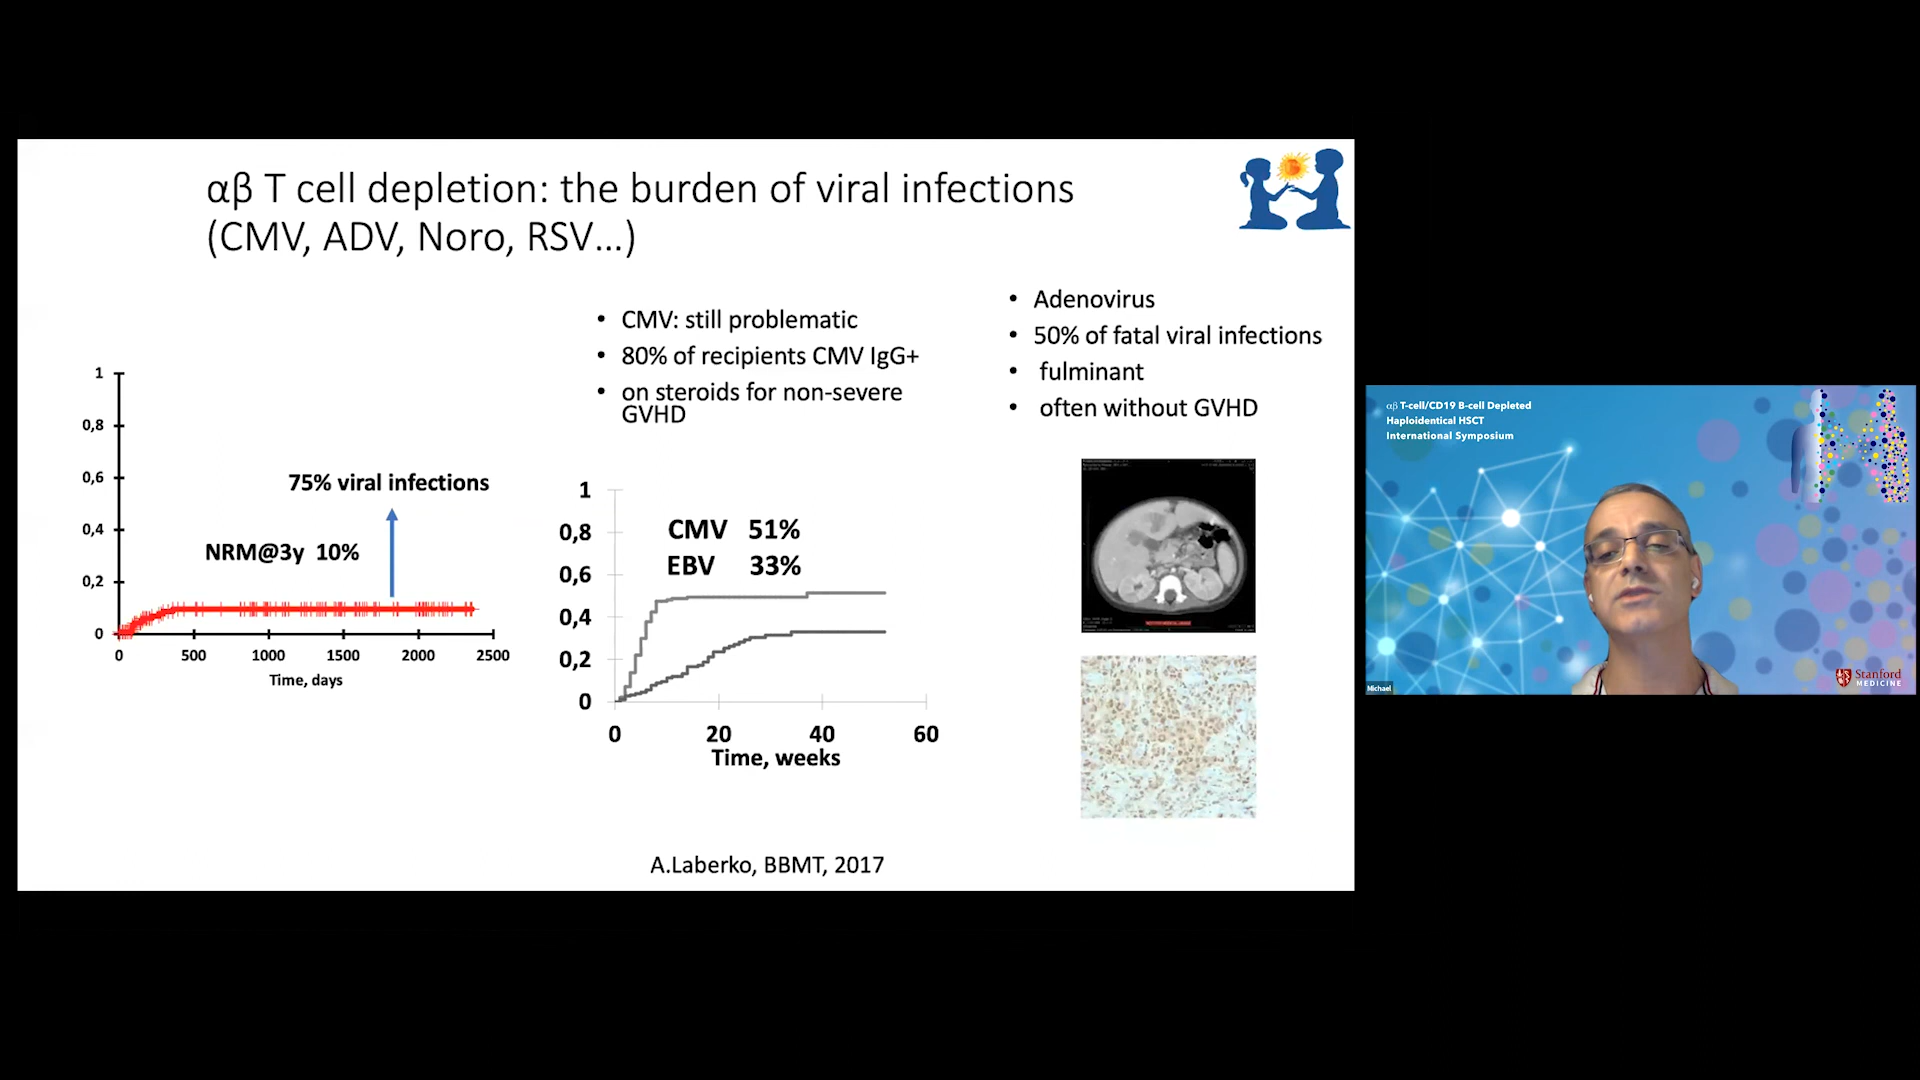 αβ T cell depletion: the burden of viral infections
(CMV, ADV, Noro, RSV...)
1
0,8
0,6
0,4
0,2
0
75% viral infections
NRM@3y 10%
0 500 1000 1500 2000 2500
Time, days
• CMV: still problematic
• 80% of recipients CMV IgG+
• on steroids for non-severe
GVHD
1
0,8
0,6
0,4
0,2
0
CMV 51%
EBV 33%
0 20 40 60
Time, weeks
• Adenovirus
• 50% of fatal viral infections
• fulminant
• often without GVHD
A.Laberko, BBMT, 2017
αβ T-cell/CD19 B-cell Depleted
Haploidentical HSCT
International Symposium
Stanford
MEDICINE
Michael